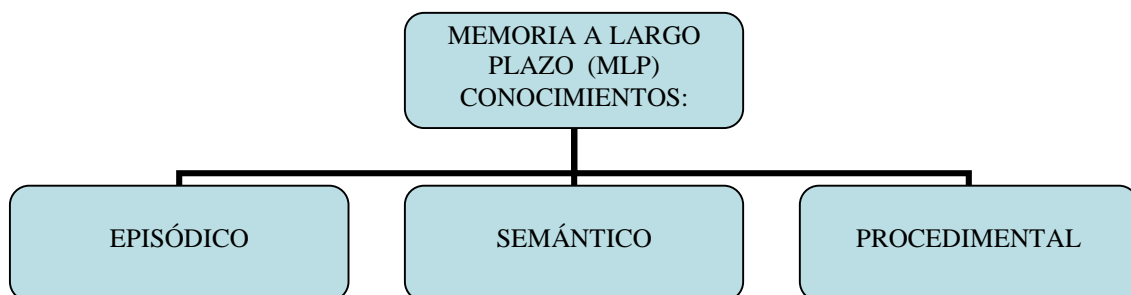 MEMORIA A LARGO
PLAZO (MLP)
CONOCIMIENTOS:
EPISÓDICO
SEMÁNTICO
PROCEDIMENTAL